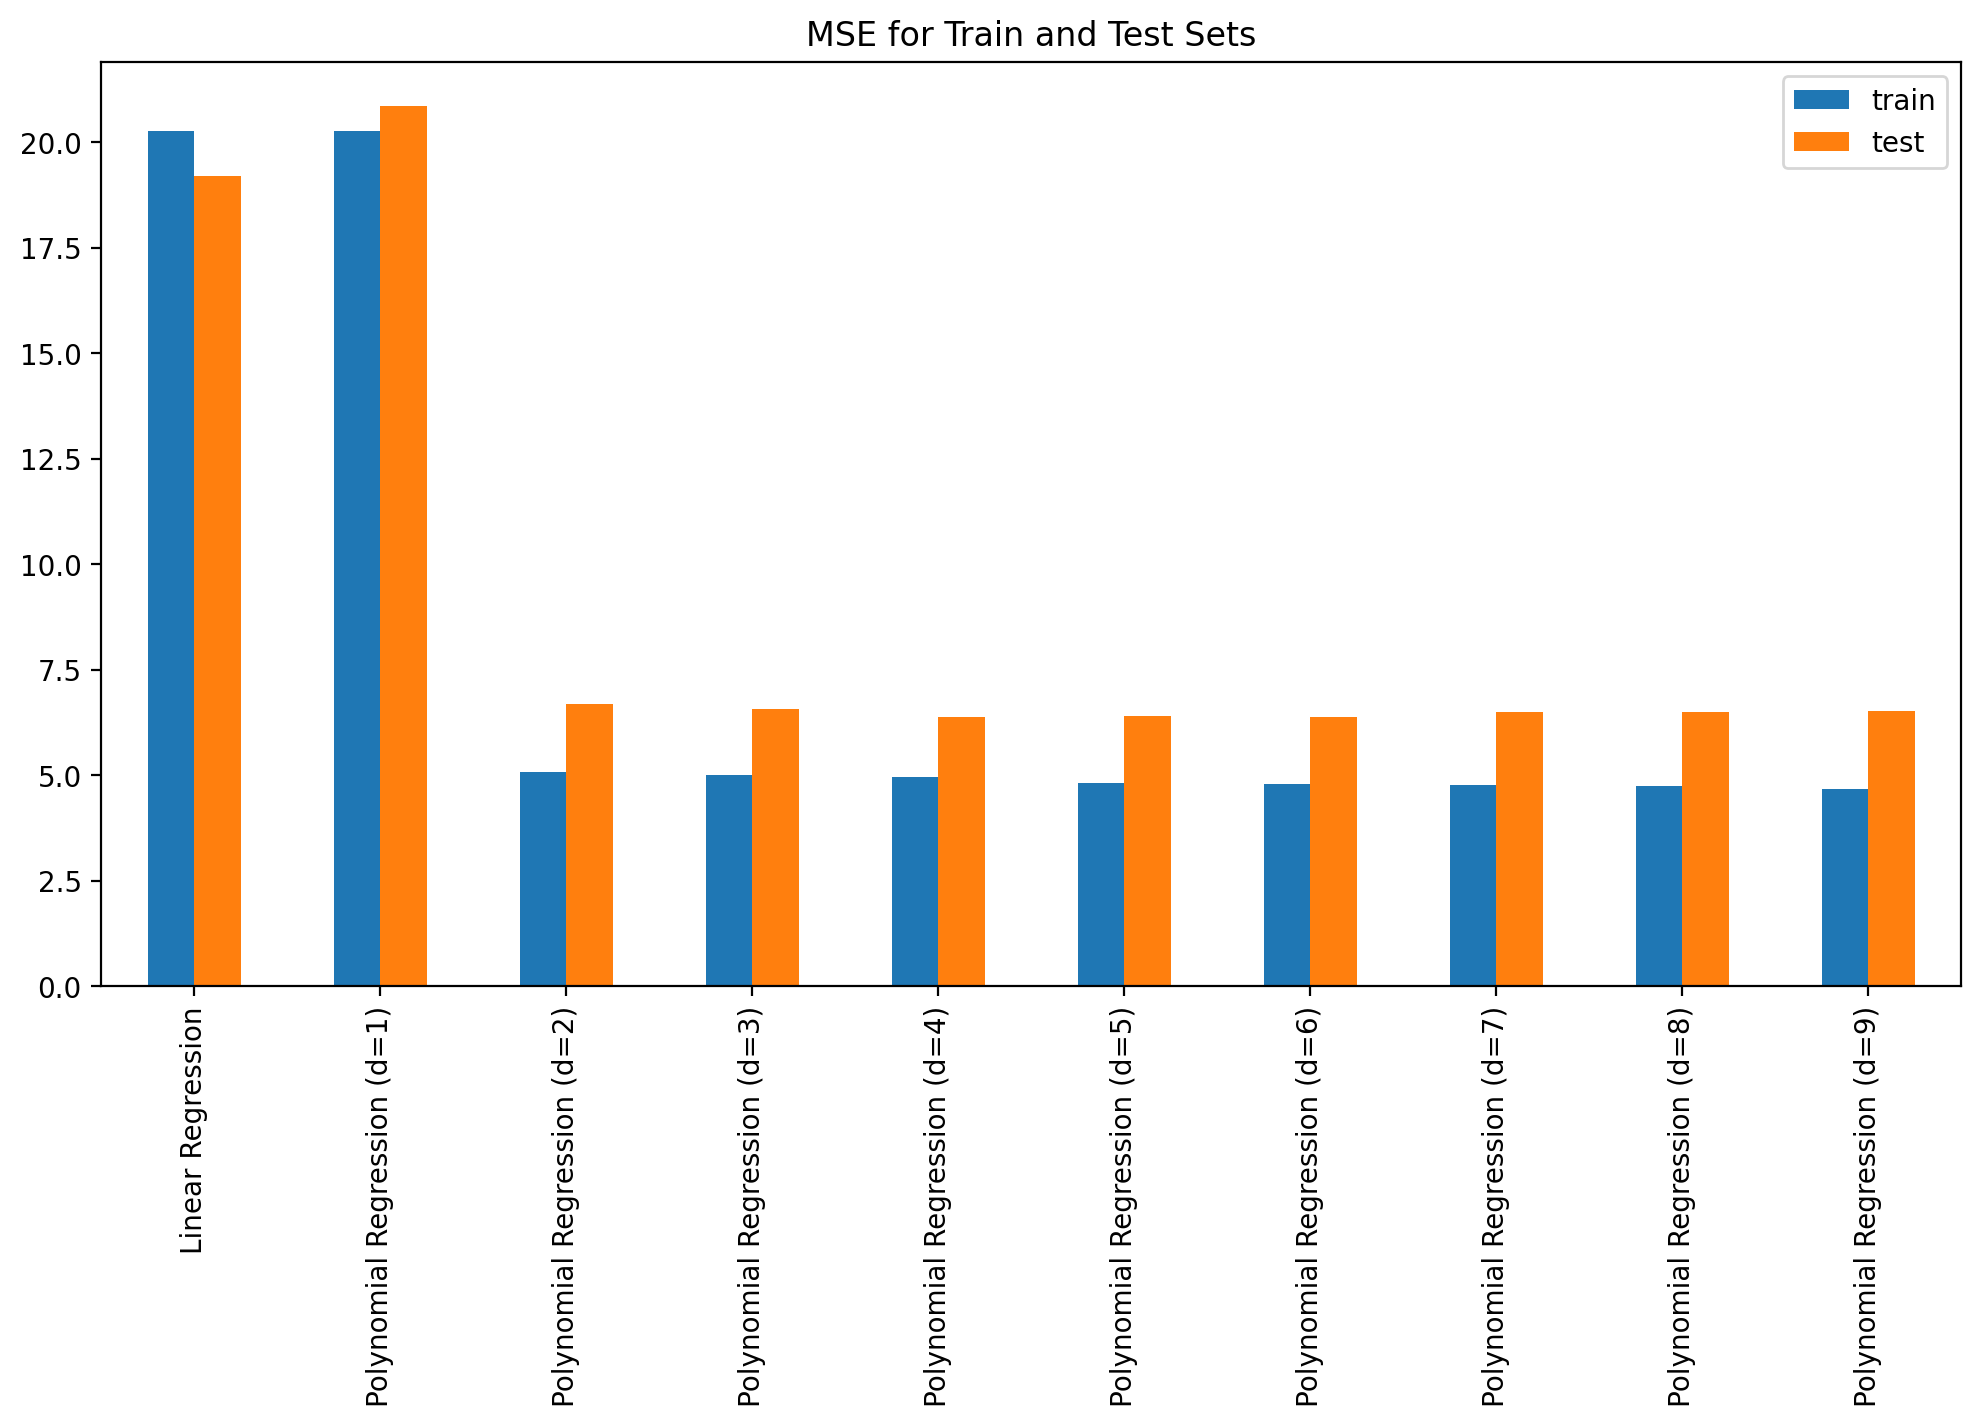 MSE for Train and Test Sets
train
test
20.0
17.5
15.0
12.5
10.0
7.5
5.0
2.5
0.0
Linear Regression
Polynomial Regression (d=1)
Polynomial Regression (d=2)
Polynomial Regression (d=3)
Polynomial Regression (d=4)
Polynomial Regression (d=5)
Polynomial Regression (d=6)
Polynomial Regression (d=7)
Polynomial Regression (d=8)
Polynomial Regression (d=9)